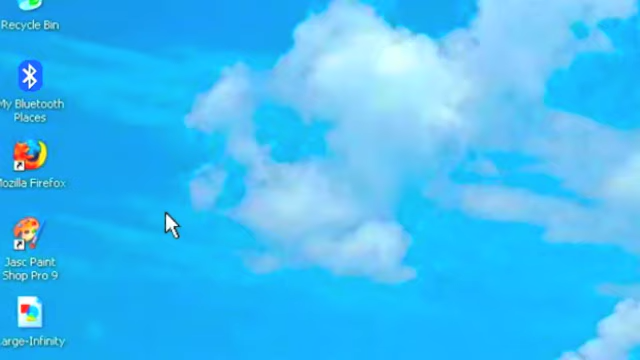 Recycle Bin
My Bluetooth
Places
Mozilla Firefox
Jasc Paint
Shop Pro 9
Large-Infinity